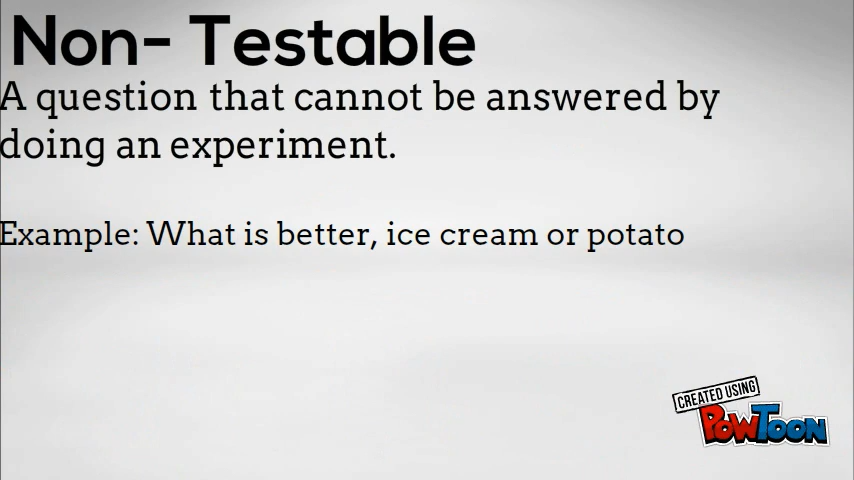 Non- Testable
A question that cannot be answered by
doing an experiment.
Example: What is better, ice cream or potato
CREATED USING
POWTOON